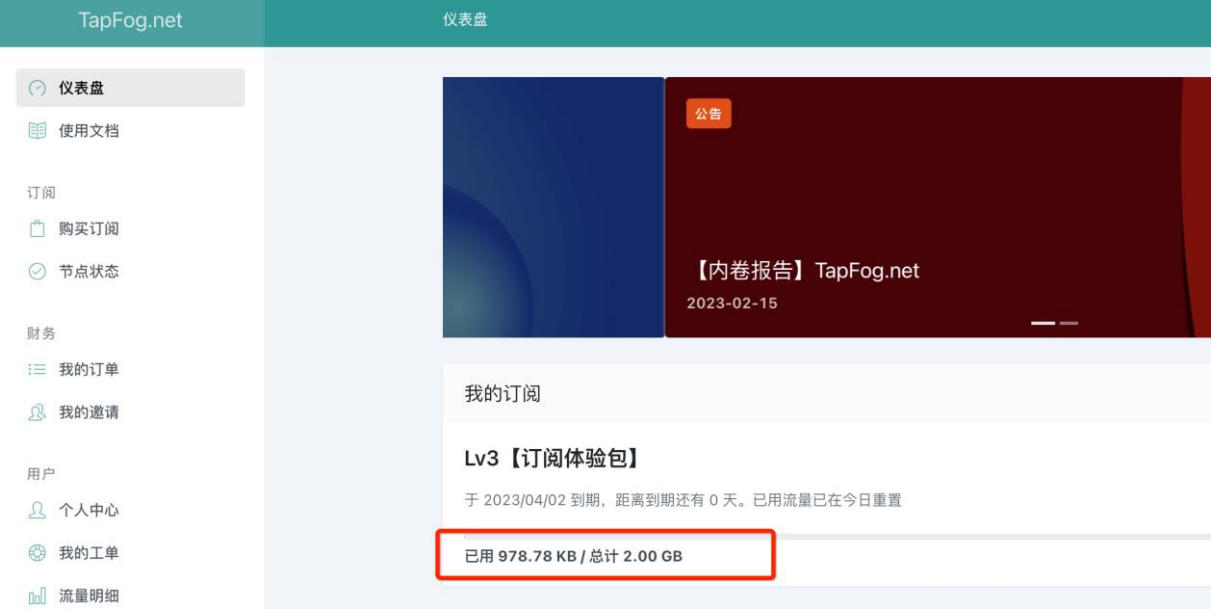 TapFog.net
仪表盘
仪表盘
使用文档
订阅
购买订阅
节点状态
财务
我的订单
我的邀请
用户
个人中心
我的工单
流量明细
公告
【内卷报告】TapFog.net
2023-02-15
我的订阅
Lv3【订阅体验包】
于 2023/04/02 到期，距离到期还有 0 天。已用流量已在今日重置
已用 978.78 KB / 总计 2.00 GB